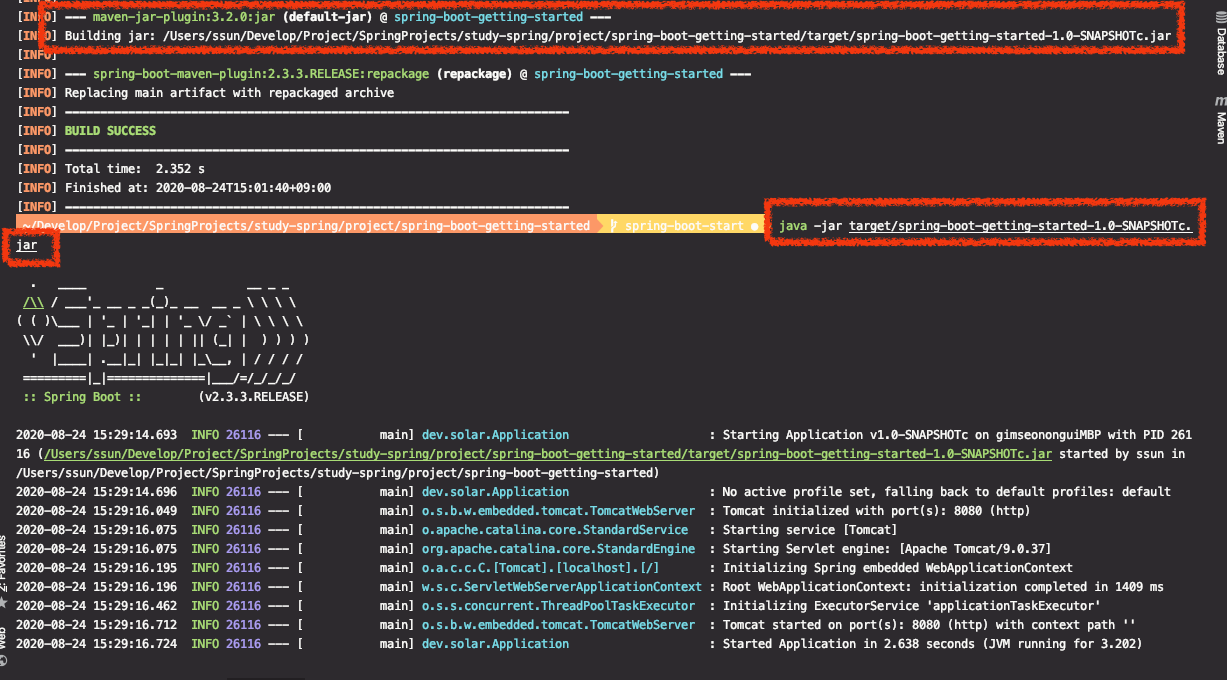 [INFO]
[INFO] --- maven-jar-plugin:3.2.0:jar (default-jar) @ spring-boot-getting-started ---
[INFO] Building jar: /Users/ssun/Develop/Project/SpringProjects/study-spring/project/spring-boot-getting-started/target/spring-boot-getting-started-1.0-SNAPSHOTc.jar
[INFO]
[INFO] --- spring-boot-maven-plugin:2.3.3.RELEASE:repackage (repackage) @ spring-boot-getting-started ---
[INFO] Replacing main artifact with repackaged archive
[INFO] ------------------------------------------------------------------------
[INFO] BUILD SUCCESS
[INFO] ------------------------------------------------------------------------
[INFO] Total time:  2.352 s
[INFO] Finished at: 2020-08-24T15:01:40+09:00
[INFO] ------------------------------------------------------------------------
~/Develop/Project/SpringProjects/study-spring/project/spring-boot-getting-started spring-boot-start ● java -jar target/spring-boot-getting-started-1.0-SNAPSHOTc.
jar
  .   ____          _            __ _ _
 /\\ / ___'_ __ _ _(_)_ __  __ _ \ \ \ \
( ( )\___ | '_ | '_| | '_ \/ _` | \ \ \ \
 \\/  ___)| |_)| | | | | || (_| |  ) ) ) )
  '  |____| .__|_| |_|_| |_\__, | / / / /
 =========|_|==============|___/=/_/_/_/
 :: Spring Boot ::        (v2.3.3.RELEASE)
2020-08-24 15:29:14.693  INFO 26116 --- [           main] dev.solar.Application                    : Starting Application v1.0-SNAPSHOTc on gimseononguiMBP with PID 261
16 (/Users/ssun/Develop/Project/SpringProjects/study-spring/project/spring-boot-getting-started/target/spring-boot-getting-started-1.0-SNAPSHOTc.jar started by ssun in
/Users/ssun/Develop/Project/SpringProjects/study-spring/project/spring-boot-getting-started)
2020-08-24 15:29:14.696  INFO 26116 --- [           main] dev.solar.Application                    : No active profile set, falling back to default profiles: default
2020-08-24 15:29:16.049  INFO 26116 --- [           main] o.s.b.w.embedded.tomcat.TomcatWebServer  : Tomcat initialized with port(s): 8080 (http)
2020-08-24 15:29:16.075  INFO 26116 --- [           main] o.apache.catalina.core.StandardService   : Starting service [Tomcat]
2020-08-24 15:29:16.075  INFO 26116 --- [           main] org.apache.catalina.core.StandardEngine  : Starting Servlet engine: [Apache Tomcat/9.0.37]
2020-08-24 15:29:16.195  INFO 26116 --- [           main] o.a.c.c.C.[Tomcat].[localhost].[/]       : Initializing Spring embedded WebApplicationContext
2020-08-24 15:29:16.196  INFO 26116 --- [           main] w.s.c.ServletWebServerApplicationContext : Root WebApplicationContext: initialization completed in 1409 ms
2020-08-24 15:29:16.462  INFO 26116 --- [           main] o.s.s.concurrent.ThreadPoolTaskExecutor  : Initializing ExecutorService 'applicationTaskExecutor'
2020-08-24 15:29:16.712  INFO 26116 --- [           main] o.s.b.w.embedded.tomcat.TomcatWebServer  : Tomcat started on port(s): 8080 (http) with context path ''
2020-08-24 15:29:16.724  INFO 26116 --- [           main] dev.solar.Application                    : Started Application in 2.638 seconds (JVM running for 3.202)
Database
m Maven
2: Favorites
Web